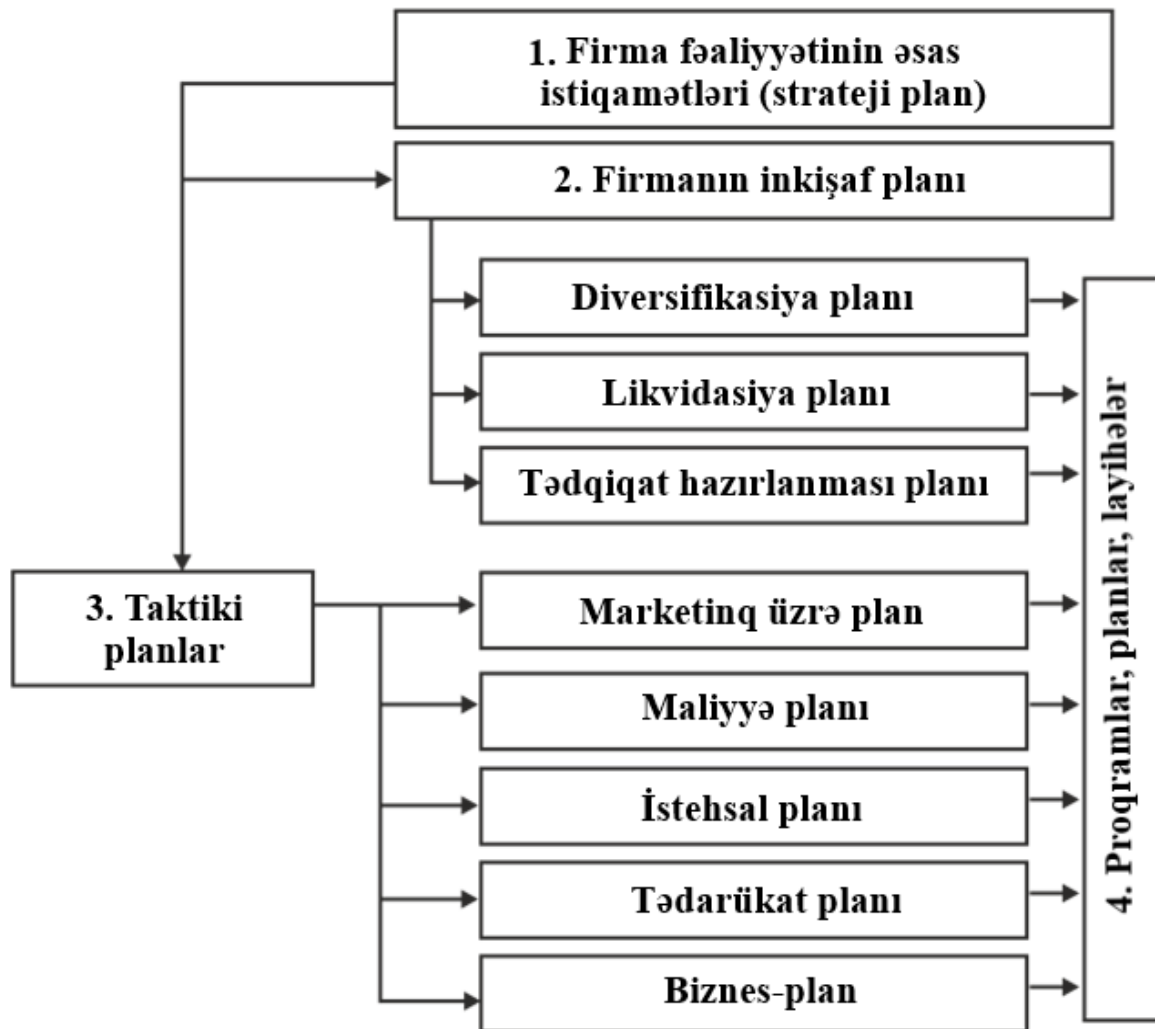 1. Firma fəaliyyətinin əsas
istiqamətləri (strateji plan)
2. Firmanın inkişaf planı
Diversifikasiya planı
Likvidasiya planı
Tədqiqat hazırlanması planı
3. Taktiki
planlar
Marketinq üzrə plan
Maliyyə planı
İstehsal planı
Tədarükat planı
Biznes-plan
4. Proqramlar, planlar, layihələr